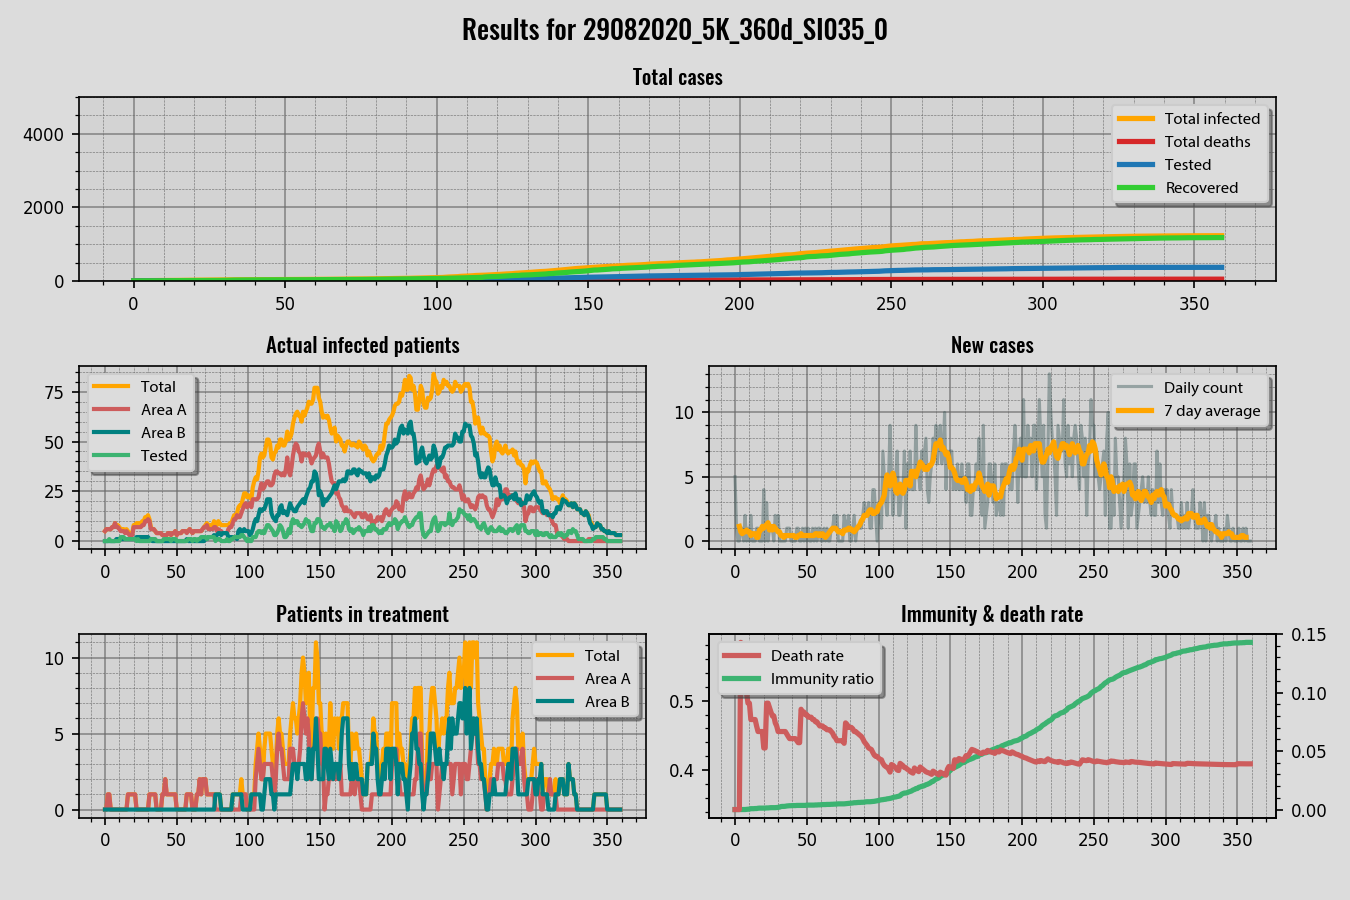 Results for 29082020_5K_360d_SI035_0
Total cases
4000
2000
0
Total infected
Total deaths
Tested
Recovered
0 50 100 150 200 250 300 350
Actual infected patients
75
50
25
0
Total
Area A
Area B
Tested
0 50 100 150 200 250 300 350
New cases
10
5
0
Daily count
7 day average
0 50 100 150 200 250 300 350
Patients in treatment
10
5
0
Total
Area A
Area B
0 50 100 150 200 250 300 350
Immunity & death rate
0.5
0.4
Death rate
Immunity ratio
0.15
0.10
0.05
0.00
0 50 100 150 200 250 300 350